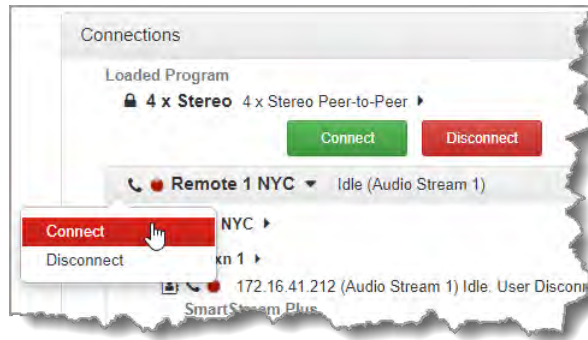 Connections
Loaded Program
4 x Stereo 4 x Stereo Peer-to-Peer
Connect Disconnect
Remote 1 NYC Idle (Audio Stream 1)
Connect
NYC
Disconnect
xn 1
172.16.41.212 (Audio Stream 1) Idle. User
SmartStream Plus